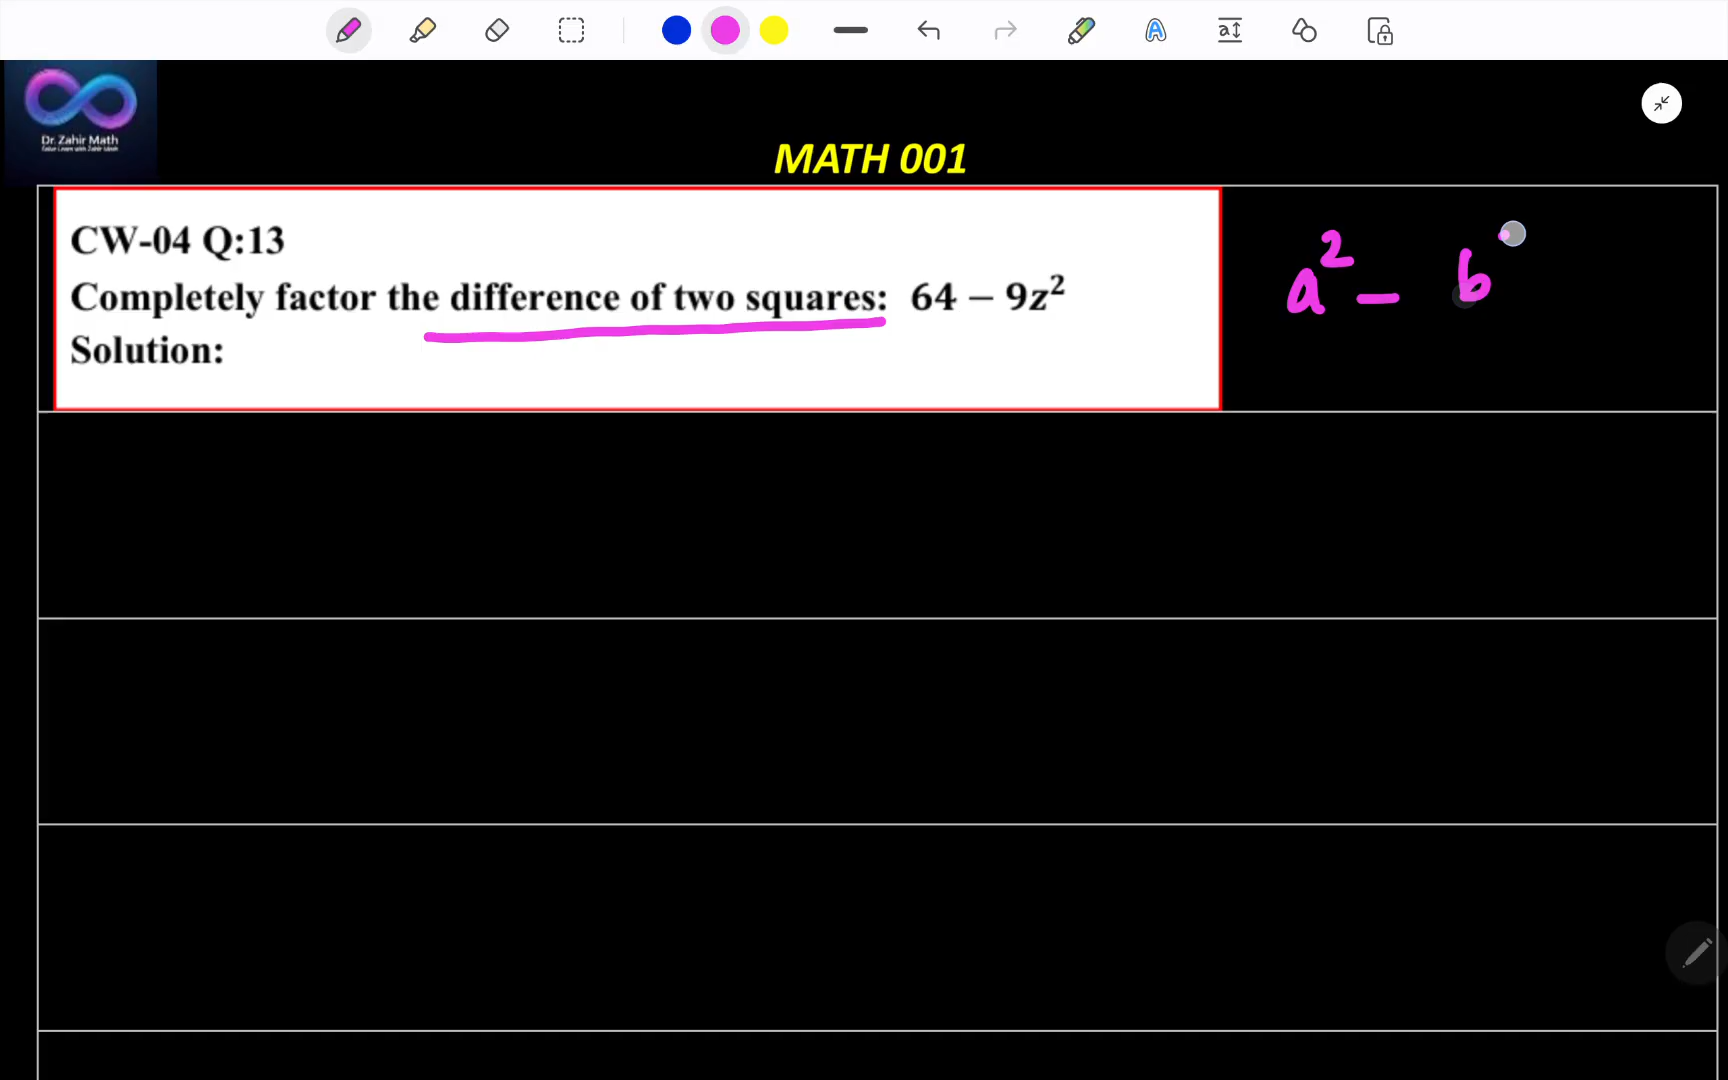 Dr. Zahir Math
MATH 001
CW-04 Q:13
Completely factor the difference of two squares: 64 − 9z²
Solution:
a² − b